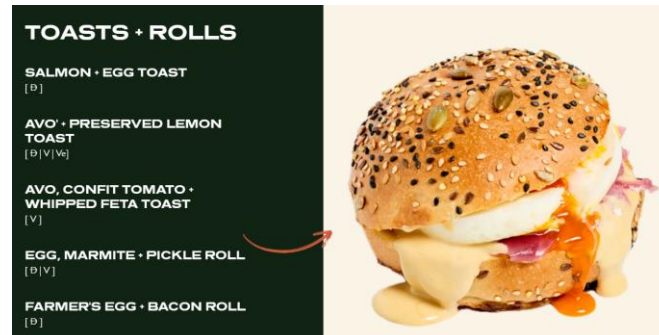 TOASTS + ROLLS
SALMON + EGG TOAST
[ Ð ]
AVO' + PRESERVED LEMON
TOAST
[ Ð | V | Ve]
AVO, CONFIT TOMATO +
WHIPPED FETA TOAST
[ V ]
EGG, MARMITE + PICKLE ROLL
[ Ð | V ]
FARMER'S EGG + BACON ROLL
[ Ð ]